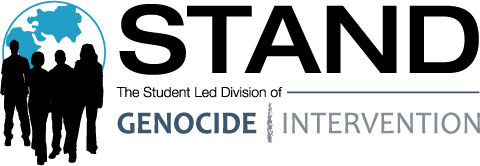 STAND
The Student Led Division of
GENOCIDE INTERVENTION